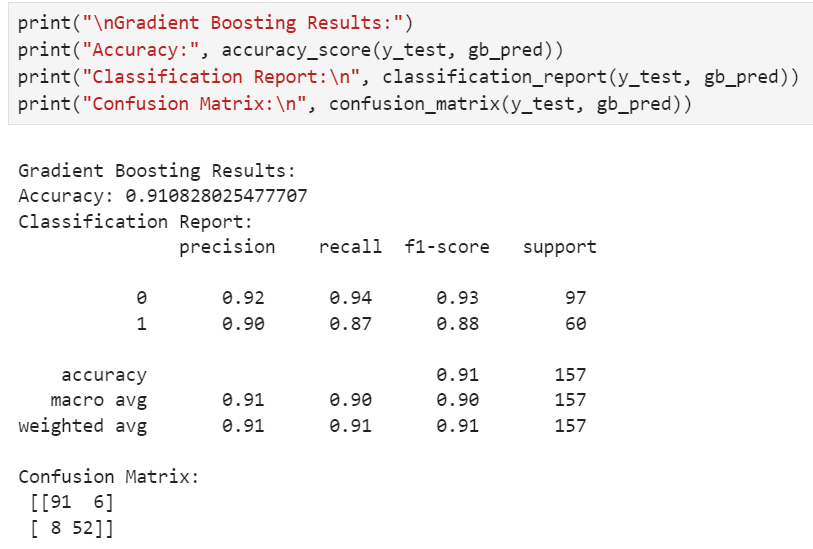 print("\nGradient Boosting Results:")
print("Accuracy:", accuracy_score(y_test, gb_pred))
print("Classification Report:\n", classification_report(y_test, gb_pred))
print("Confusion Matrix:\n", confusion_matrix(y_test, gb_pred))
Gradient Boosting Results:
Accuracy: 0.910828025477707
Classification Report:
precision recall f1-score support
0 0.92 0.94 0.93 97
1 0.90 0.87 0.88 60
accuracy 0.91 157
macro avg 0.91 0.90 0.90 157
weighted avg 0.91 0.91 0.91 157
Confusion Matrix:
[[91 6]
[ 8 52]]